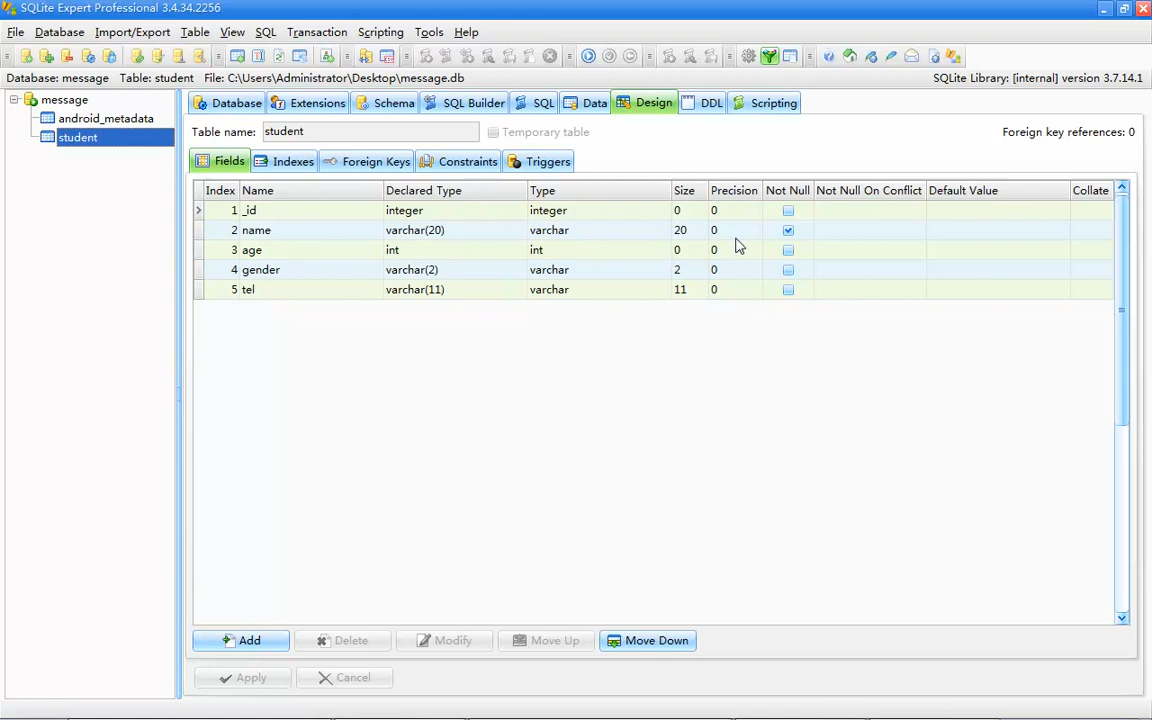 SQLite Expert Professional 3.4.34.2256
File Database Import/Export Table View SQL Transaction Scripting Tools Help
Database: message Table: student File: C:\Users\Administrator\Desktop\message.db SQLite Library: [internal] version 3.7.14.1
message
android_metadata
student
Database Extensions Schema SQL Builder SQL Data Design DDL Scripting
Table name: student Temporary table Foreign key references: 0
Fields Indexes Foreign Keys Constraints Triggers
Index Name Declared Type Type Size Precision Not Null Not Null On Conflict Default Value Collate
1 _id integer integer 0 0
2 name varchar(20) varchar 20 0
3 age int int 0 0
4 gender varchar(2) varchar 2 0
5 tel varchar(11) varchar 11 0
Add Delete Modify Move Up Move Down
Apply Cancel